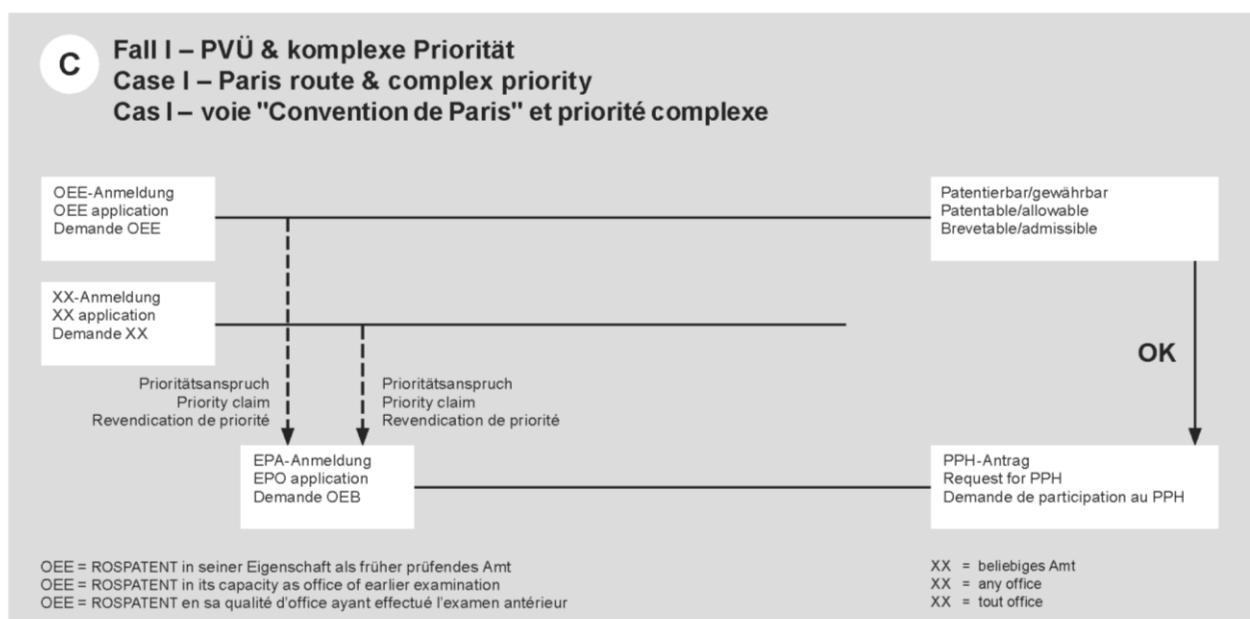 C
Fall I – PVÜ & komplexe Priorität
Case I – Paris route & complex priority
Cas I – voie "Convention de Paris" et priorité complexe
OEE-Anmeldung
OEE application
Demande OEE
Patentierbar/gewährbar
Patentable/allowable
Brevetable/admissible
XX-Anmeldung
XX application
Demande XX
OK
Prioritätsanspruch
Priority claim
Revendication de priorité
Prioritätsanspruch
Priority claim
Revendication de priorité
EPA-Anmeldung
EPO application
Demande OEB
PPH-Antrag
Request for PPH
Demande de participation au PPH
OEE = ROSPATENT in seiner Eigenschaft als früher prüfendes Amt
OEE = ROSPATENT in its capacity as office of earlier examination
OEE = ROSPATENT en sa qualité d'office ayant effectué l'examen antérieur
XX = beliebiges Amt
XX = any office
XX = tout office